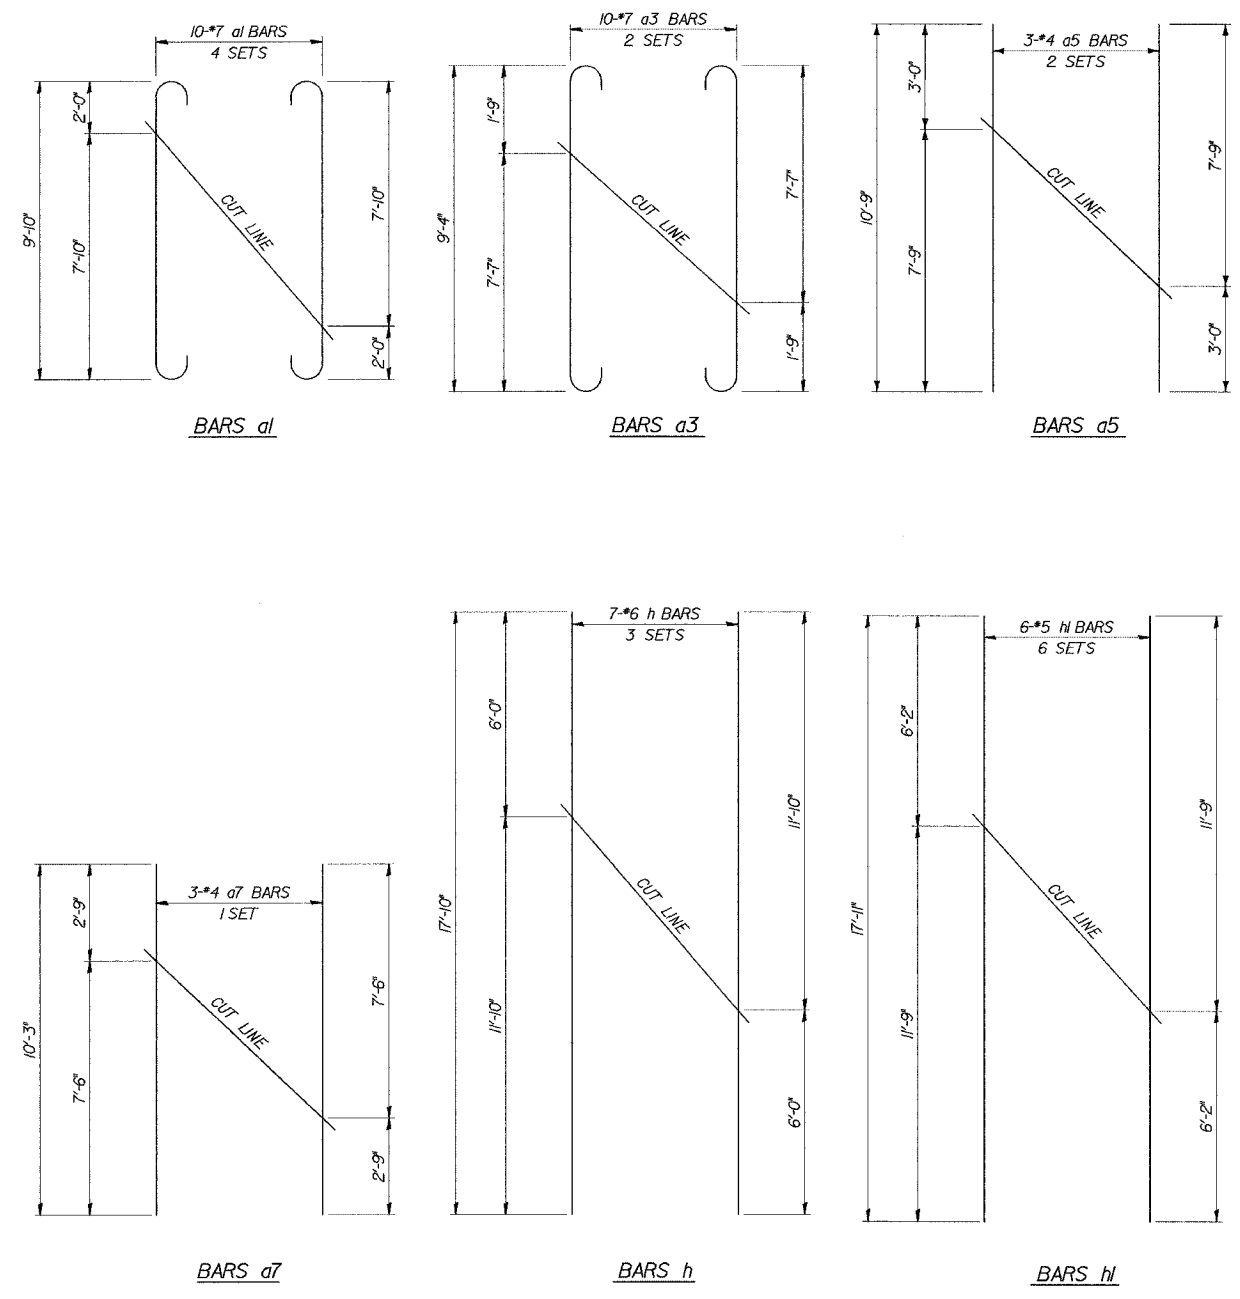 10-#7 a1 BARS
4 SETS
2'-0"
9'-10"
7'-10"
CUT LINE
7'-10"
2'-0"
BARS a1
10-#7 a3 BARS
2 SETS
1'-9"
9'-4"
7'-7"
CUT LINE
7'-7"
1'-9"
BARS a3
3-#4 a5 BARS
2 SETS
3'-0"
10'-9"
7'-9"
CUT LINE
7'-9"
3'-0"
BARS a5
3-#4 a7 BARS
1 SET
2'-9"
10'-3"
7'-6"
CUT LINE
7'-6"
2'-9"
BARS a7
7-#6 h BARS
3 SETS
6'-0"
17'-10"
11'-10"
CUT LINE
11'-10"
6'-0"
BARS h
6-#5 h1 BARS
6 SETS
6'-2"
17'-11"
11'-9"
CUT LINE
11'-9"
6'-2"
BARS h1